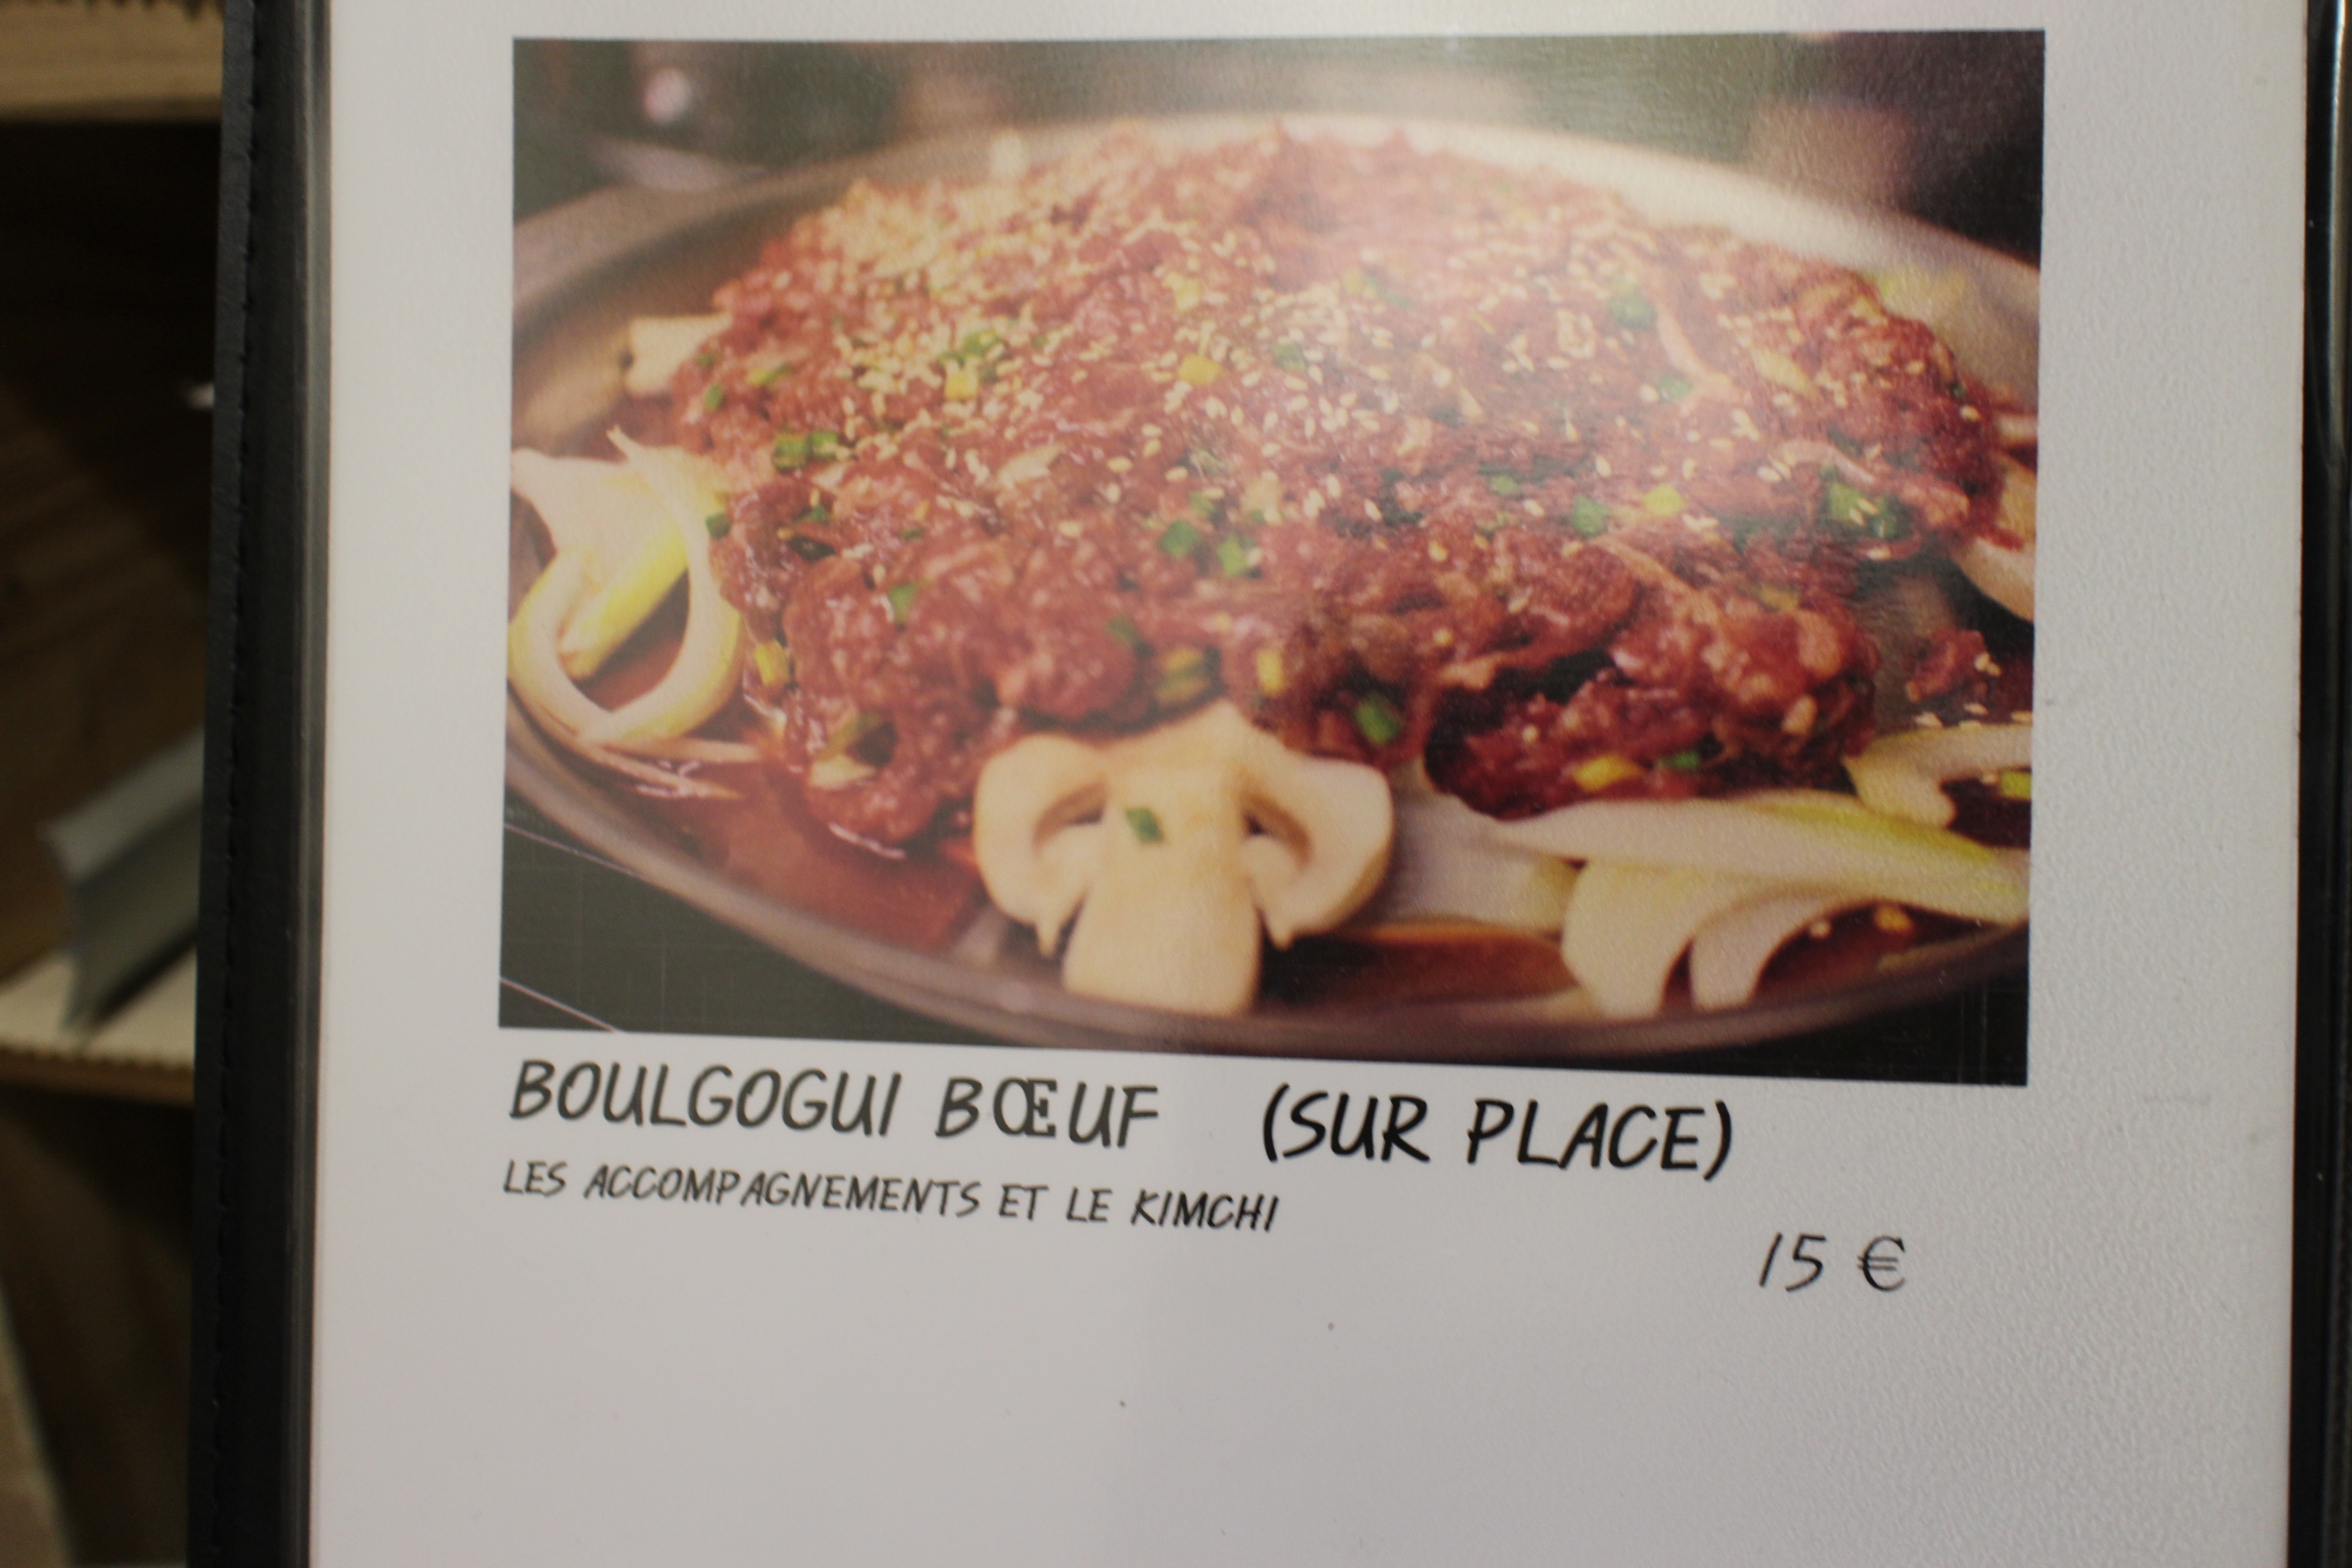 BOULGOGUI BŒUF (SUR PLACE)
LES ACCOMPAGNEMENTS ET LE KIMCHI
15 €